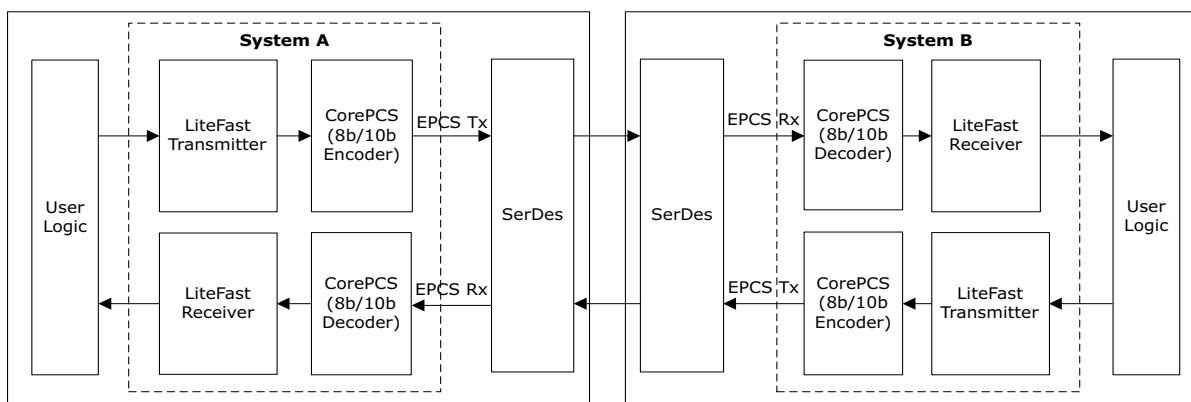 System A
System B
LiteFast
Transmitter
CorePCS
(8b/10b
Encoder)
EPCS Tx
EPCS Rx
CorePCS
(8b/10b
Decoder)
LiteFast
Receiver
User
Logic
SerDes
SerDes
User
Logic
LiteFast
Receiver
CorePCS
(8b/10b
Decoder)
EPCS Rx
EPCS Tx
CorePCS
(8b/10b
Encoder)
LiteFast
Transmitter